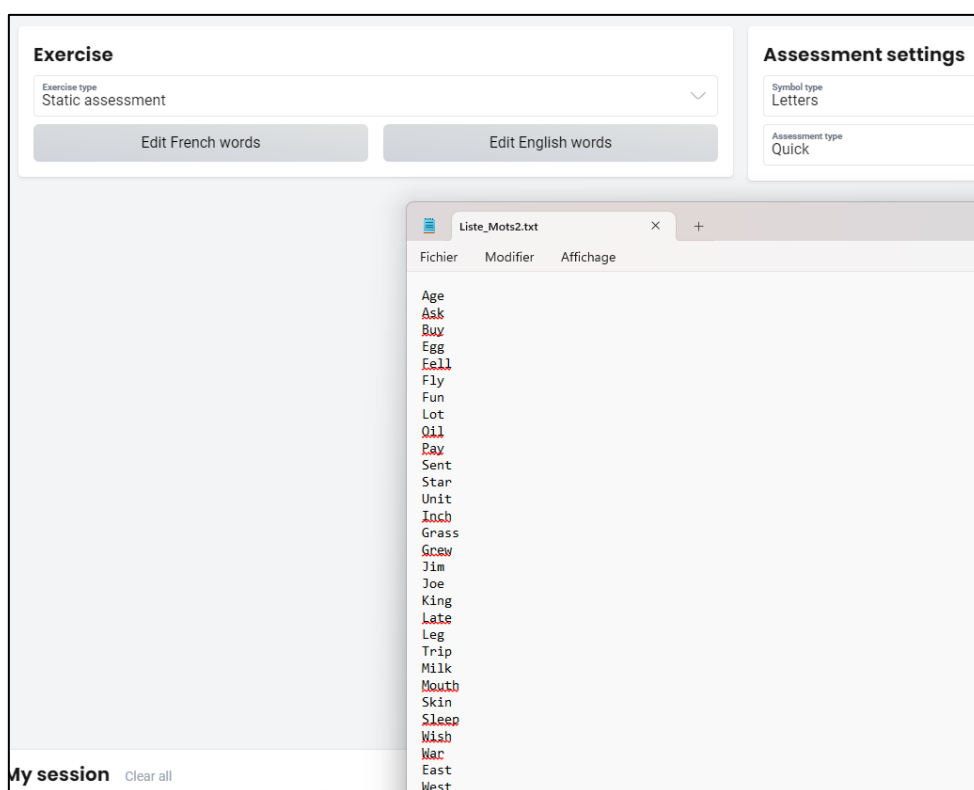 Exercise
Exercise type
Static assessment
Edit French words
Edit English words
Assessment settings
Symbol type
Letters
Assessment type
Quick
Liste_Mots2.txt
Fichier Modifier Affichage
Age
Ask
Buy
Egg
Fell
Fly
Fun
Lot
Oil
Pay
Sent
Star
Unit
Inch
Grass
Grew
Jim
Joe
King
Late
Leg
Trip
Milk
Mouth
Skin
Sleep
Wish
War
East
West
My session Clear all